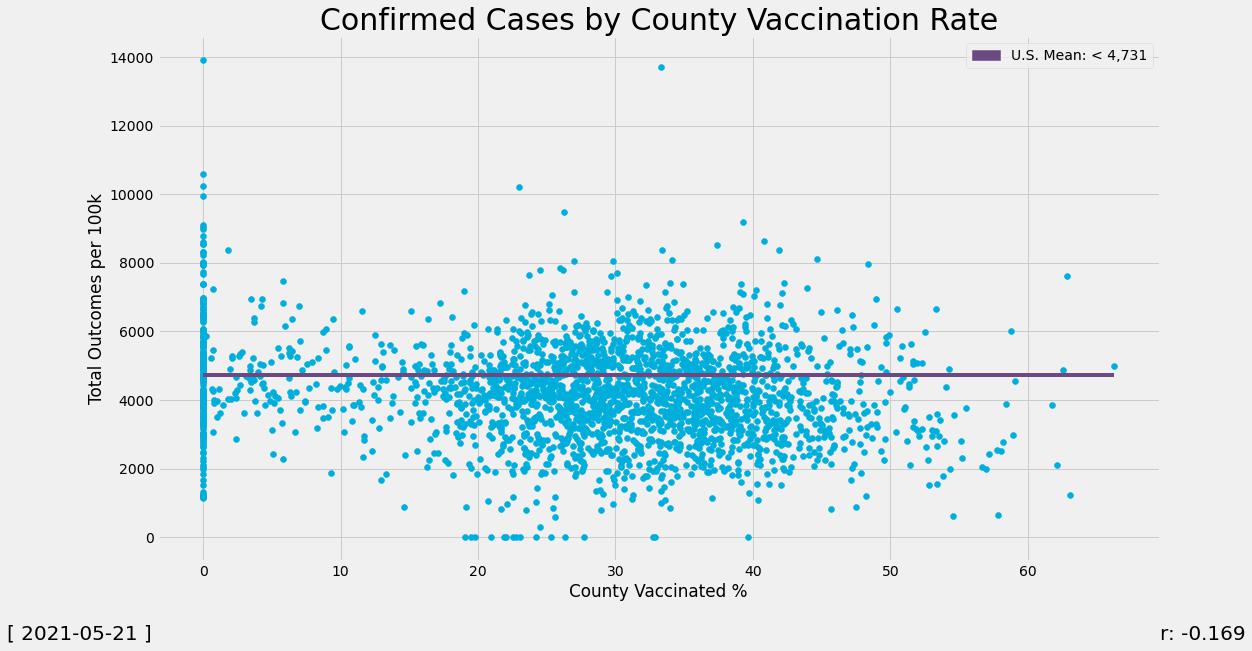 Confirmed Cases by County Vaccination Rate
U.S. Mean: < 4,731
14000
12000
10000
8000
6000
4000
2000
0
Total Outcomes per 100k
0 10 20 30 40 50 60
County Vaccinated %
[ 2021-05-21 ]
r: -0.169